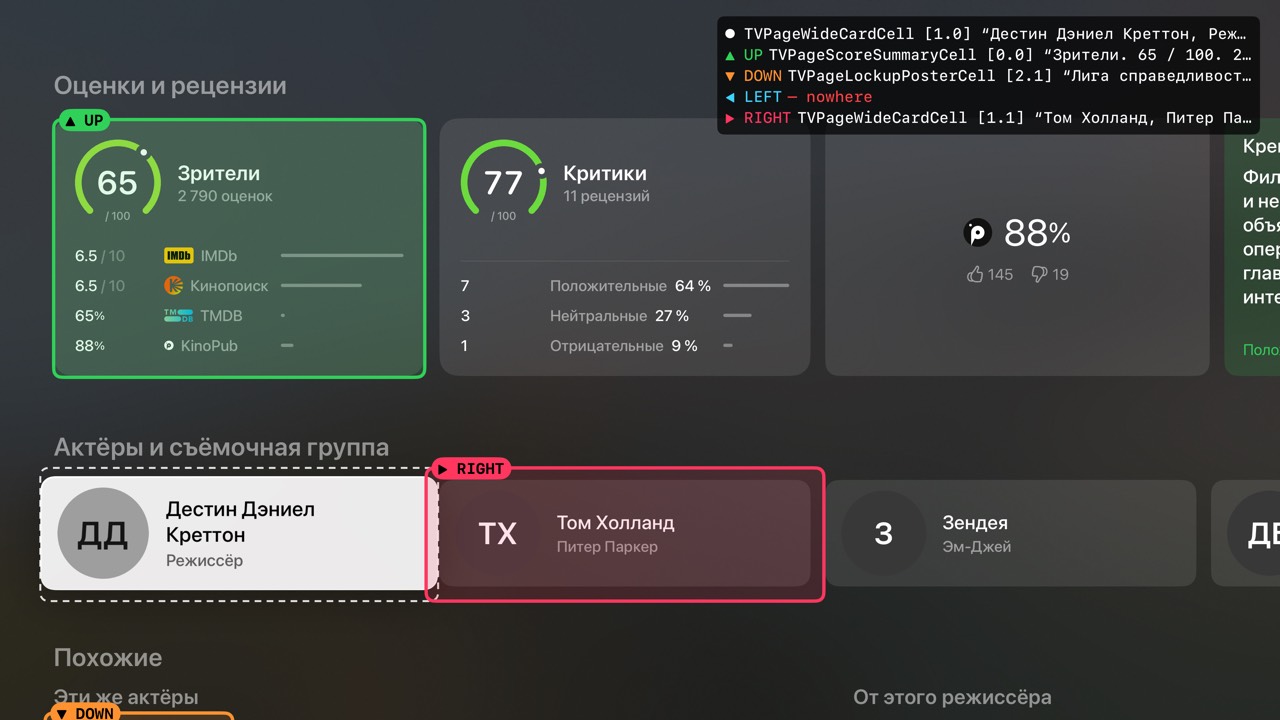 TVPageWideCardCell [1.0] “Дестин Дэниел Креттон, Реж…
▲ UP TVPageScoreSummaryCell [0.0] “Зрители. 65 / 100. 2…
▼ DOWN TVPageLockupPosterCell [2.1] “Лига справедливост…
◀ LEFT — nowhere
▶ RIGHT TVPageWideCardCell [1.1] “Том Холланд, Питер Па…
Оценки и рецензии
▲ UP
65
/ 100
Зрители
2 790 оценок
6.5 / 10 IMDb IMDb
6.5 / 10 Кинопоиск
65% TMDB TMDB
88% KinoPub
77
/ 100
Критики
11 рецензий
7 Положительные 64 %
3 Нейтральные 27 %
1 Отрицательные 9 %
88%
145 19
и не
Актёры и съёмочная группа
ДД
Дестин Дэниел
Креттон
Режиссёр
▶ RIGHT
ТХ
Том Холланд
Питер Паркер
З
Зендея
Эм-Джей
Похожие
Эти же актёры
От этого режиссёра
▼ DOWN